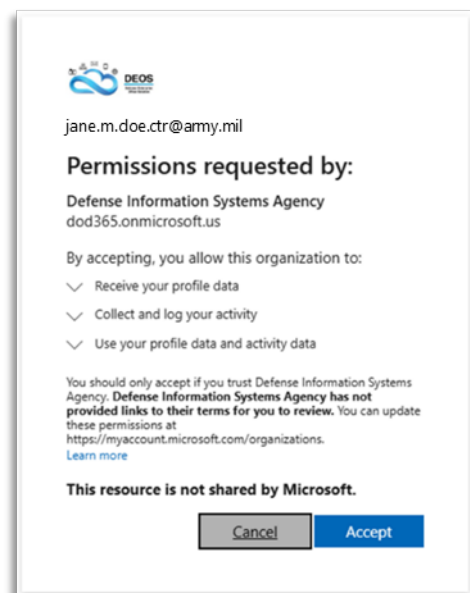 DEOS
jane.m.doe.ctr@army.mil
Permissions requested by:
Defense Information Systems Agency
dod365.onmicrosoft.us
By accepting, you allow this organization to:
Receive your profile data
Collect and log your activity
Use your profile data and activity data
You should only accept if you trust Defense Information Systems
Agency. Defense Information Systems Agency has not
provided links to their terms for you to review. You can update
these permissions at
https://myaccount.microsoft.com/organizations.
Learn more
This resource is not shared by Microsoft.
Cancel
Accept